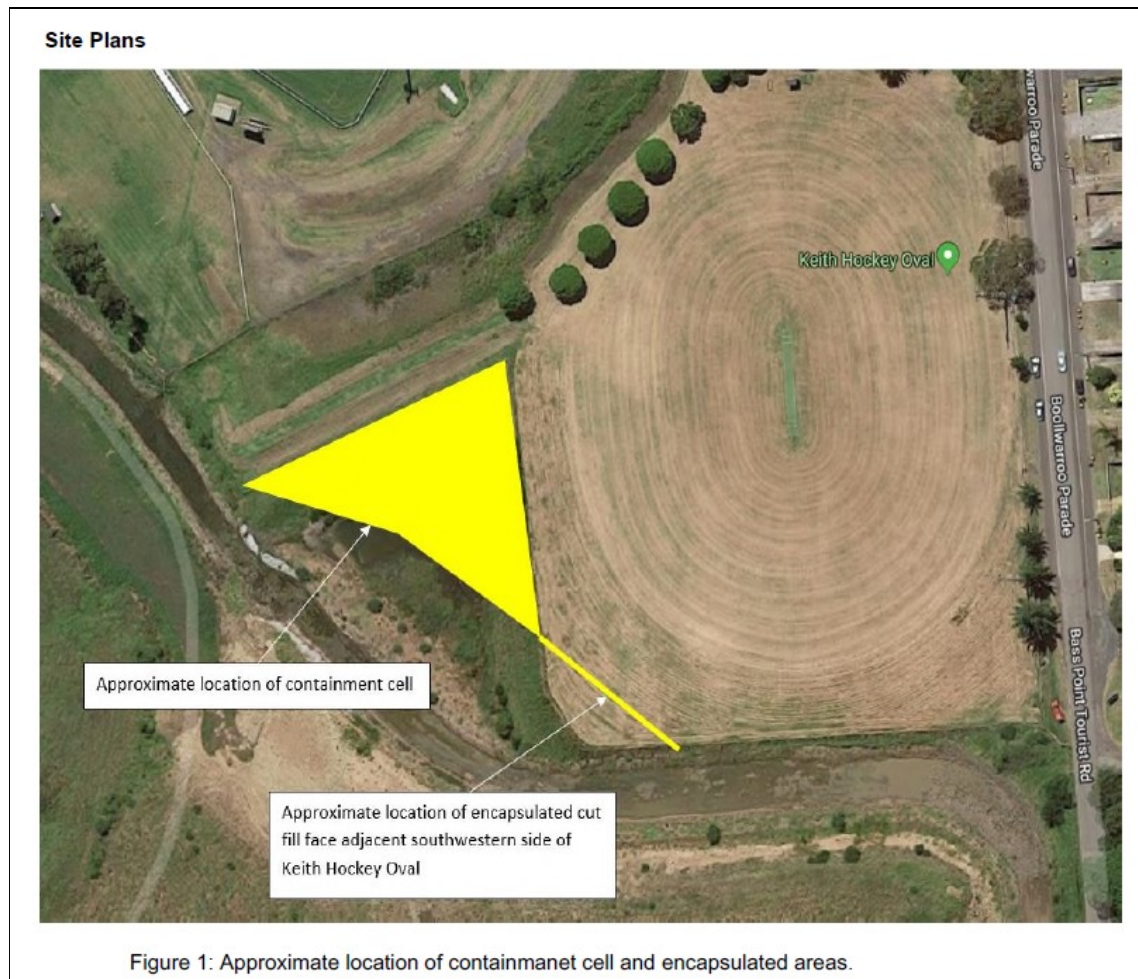 Site Plans
warroo Parade
Keith Hockey Oval
Boollwarroo Parade
Bass Point Tourist Rd
Approximate location of containment cell
Approximate location of encapsulated cut
fill face adjacent southwestern side of
Keith Hockey Oval
Figure 1: Approximate location of containmanet cell and encapsulated areas.